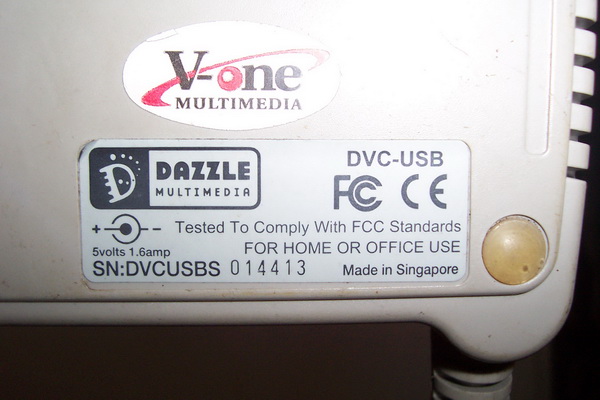 V-one
MULTIMEDIA
D DAZZLE
MULTIMEDIA
DVC-USB
FC CE
+ -
Tested To Comply With FCC Standards
5volts 1.6amp
FOR HOME OR OFFICE USE
SN:DVCUSBS 014413
Made in Singapore